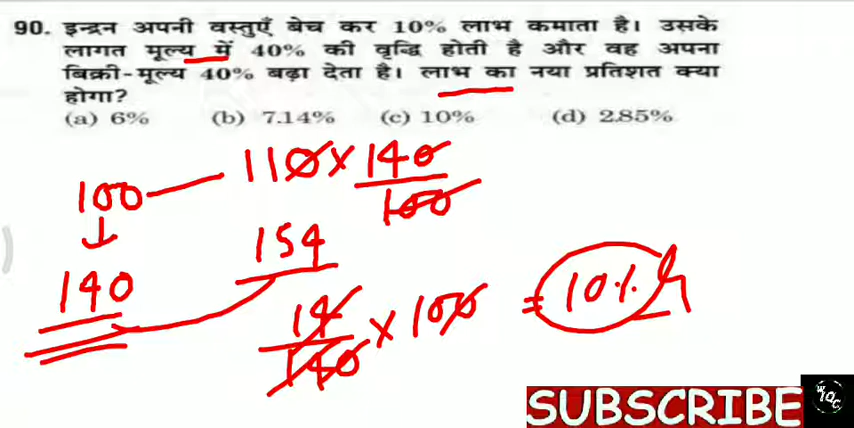 90. इन्द्रन अपनी वस्तुएँ बेच कर 10% लाभ कमाता है। उसके
लागत मूल्य में 40% की वृद्धि होती है और वह अपना
बिक्री-मूल्य 40% बढ़ा देता है। लाभ का नया प्रतिशत क्या
होगा?
(a) 6% (b) 7.14% (c) 10% (d) 2.85%
100 — 110 × 140/100
140 154
14/140 × 100 = 10%
SUBSCRIBE